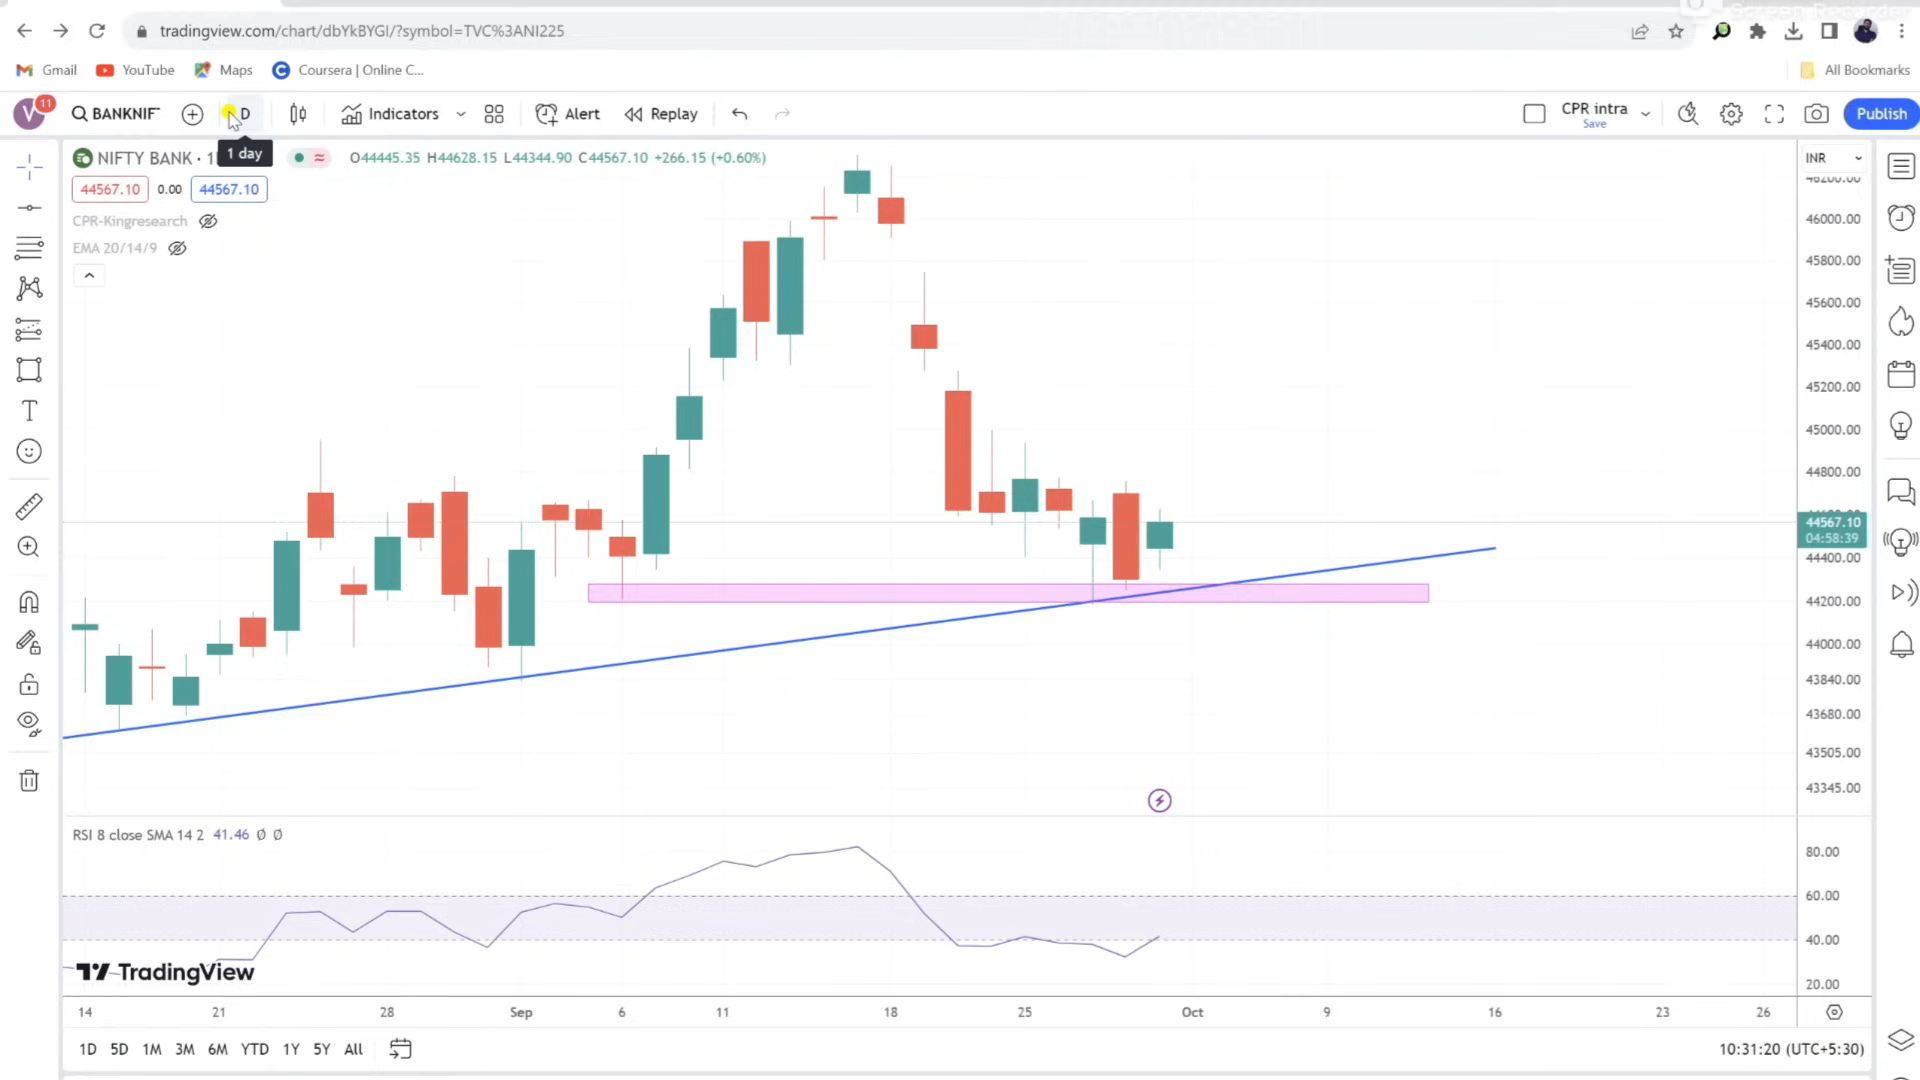 Screen Recorder
tradingview.com/chart/dbYkBYGI/?symbol=TVC%3ANI225
Gmail YouTube Maps Coursera | Online C... All Bookmarks
V 11 BANKNIF D Indicators Alert Replay CPR intra Save Publish
1 day
NIFTY BANK · 1 O44445.35 H44628.15 L44344.90 C44567.10 +266.15 (+0.60%) INR
44567.10 0.00 44567.10
CPR-Kingresearch
EMA 20/14/9
46200.00
46000.00
45800.00
45600.00
45400.00
45200.00
45000.00
44800.00
44567.10
04:58:39
44400.00
44200.00
44000.00
43840.00
43680.00
43505.00
43345.00
RSI 8 close SMA 14 2 41.46 Ø Ø
80.00
60.00
40.00
20.00
TradingView
14 21 28 Sep 6 11 18 25 Oct 9 16 23 26
1D 5D 1M 3M 6M YTD 1Y 5Y All 10:31:20 (UTC+5:30)